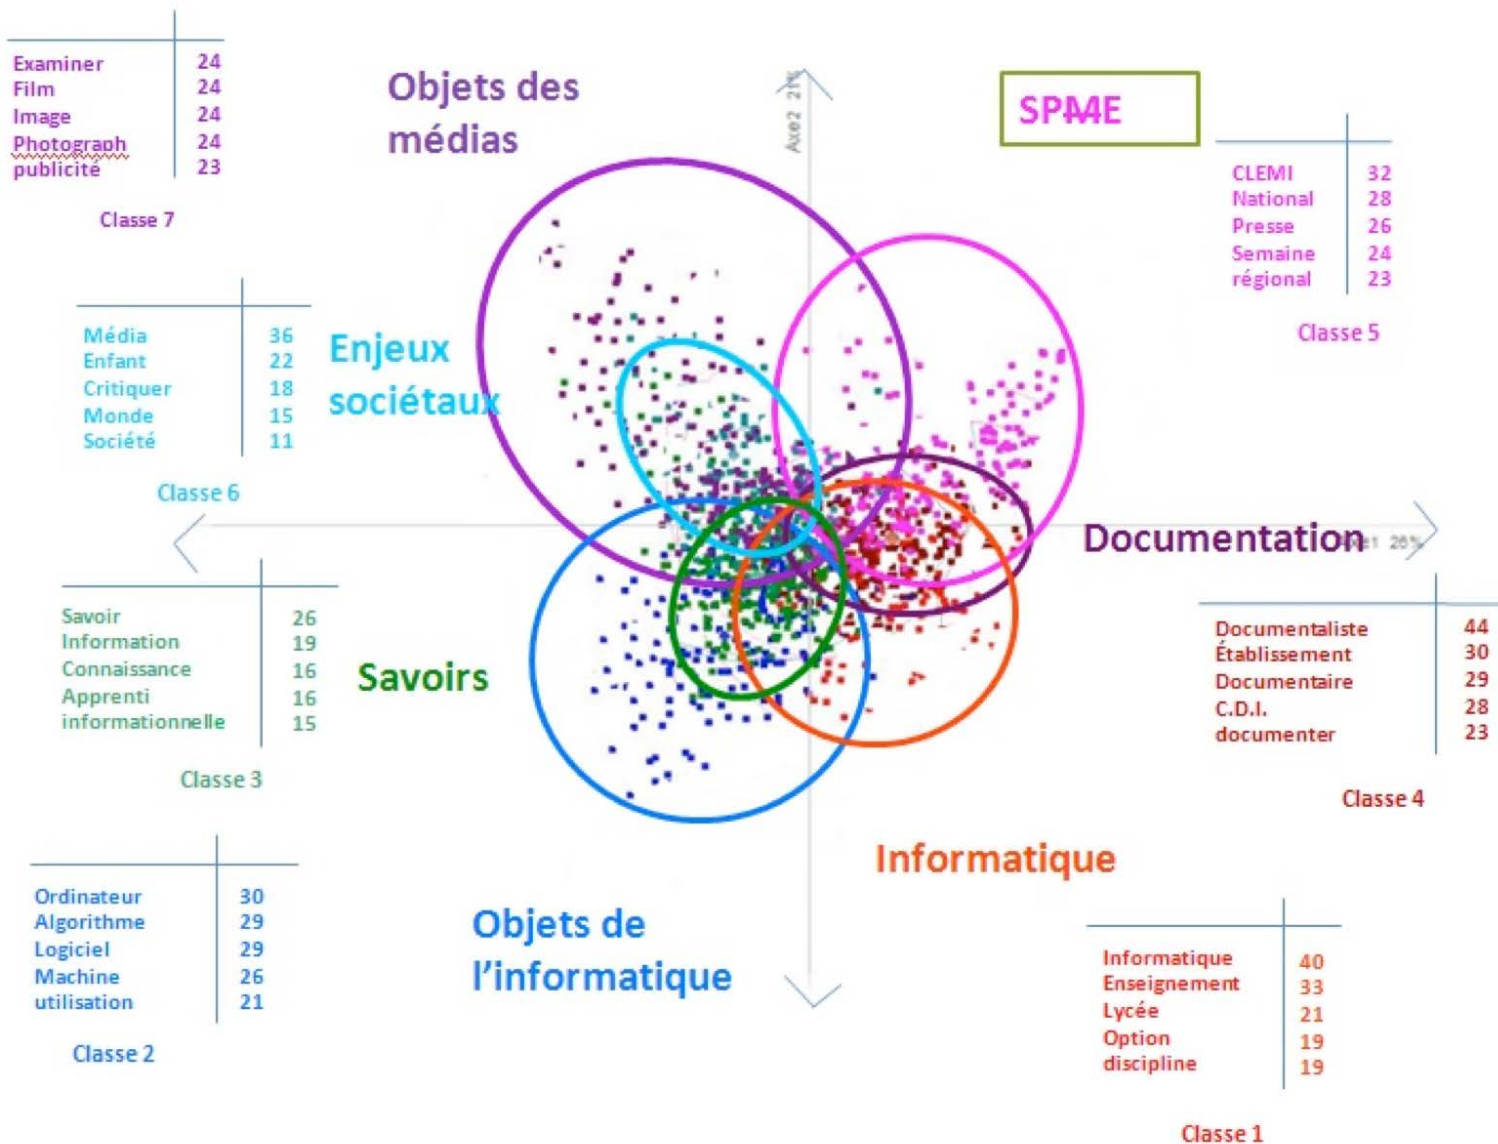 Examiner 24
Film 24
Image 24
Photograph 24
publicité 23
Classe 7
Objets des
médias
Axe2 21%
SPME
CLEMI 32
National 28
Presse 26
Semaine 24
régional 23
Classe 5
Média 36
Enfant 22
Critiquer 18
Monde 15
Société 11
Classe 6
Enjeux
sociétaux
Documentation
Axe1 26%
Savoir 26
Information 19
Connaissance 16
Apprenti 16
informationnelle 15
Classe 3
Savoirs
Documentaliste 44
Établissement 30
Documentaire 29
C.D.I. 28
documenter 23
Classe 4
Ordinateur 30
Algorithme 29
Logiciel 29
Machine 26
utilisation 21
Classe 2
Objets de
l'informatique
Informatique
Informatique 40
Enseignement 33
Lycée 21
Option 19
discipline 19
Classe 1